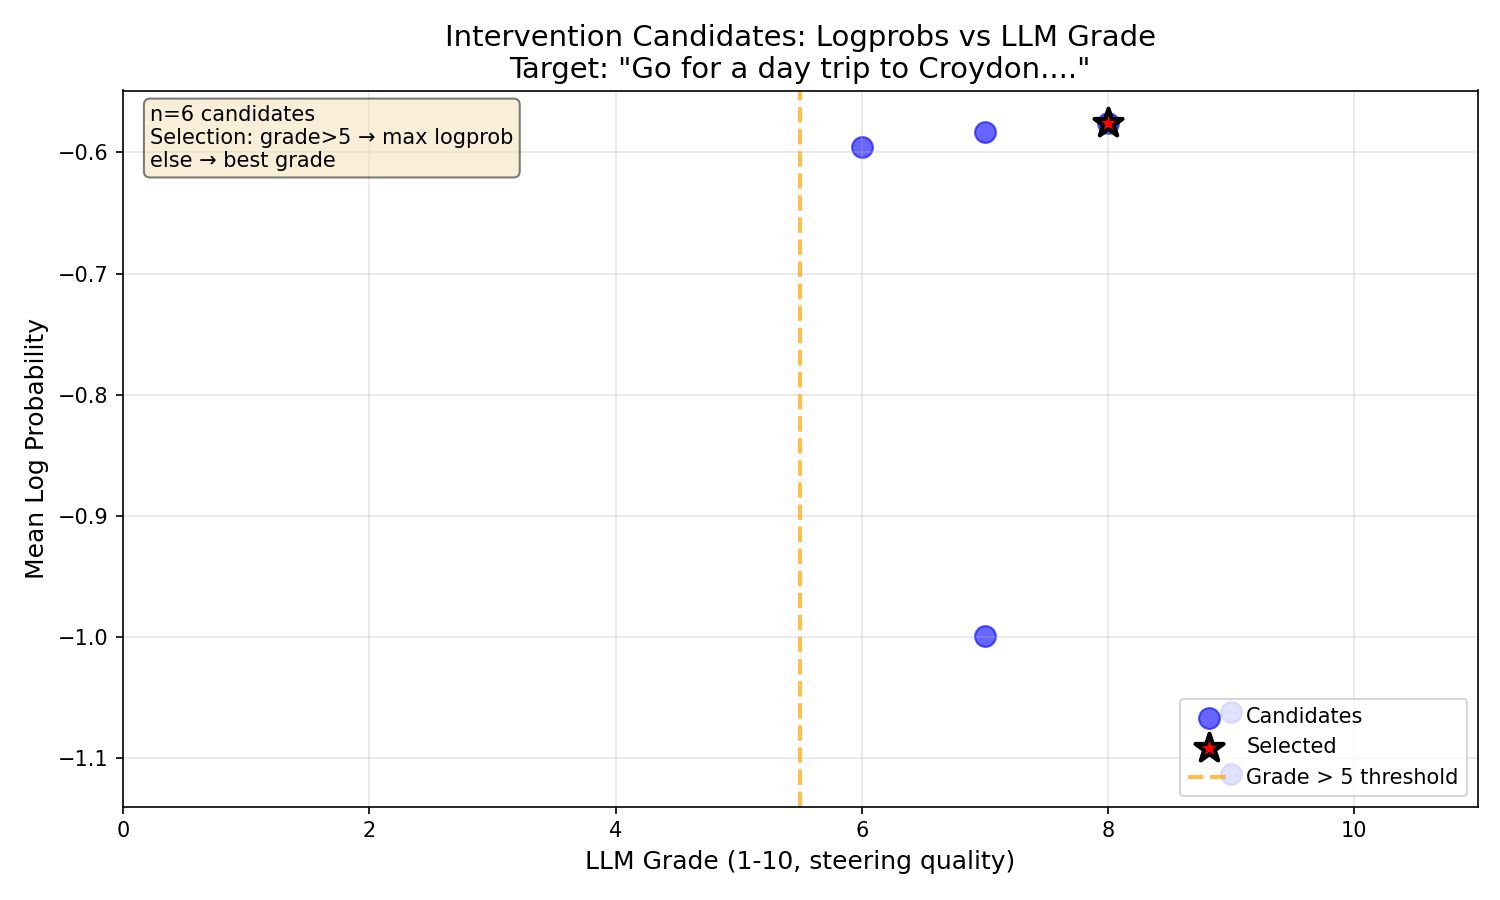 Intervention Candidates: Logprobs vs LLM Grade
Target: "Go for a day trip to Croydon...."
n=6 candidates
Selection: grade>5 → max logprob
else → best grade
Mean Log Probability
−0.6
−0.7
−0.8
−0.9
−1.0
−1.1
Candidates
Selected
Grade > 5 threshold
0
2
4
6
8
10
LLM Grade (1-10, steering quality)